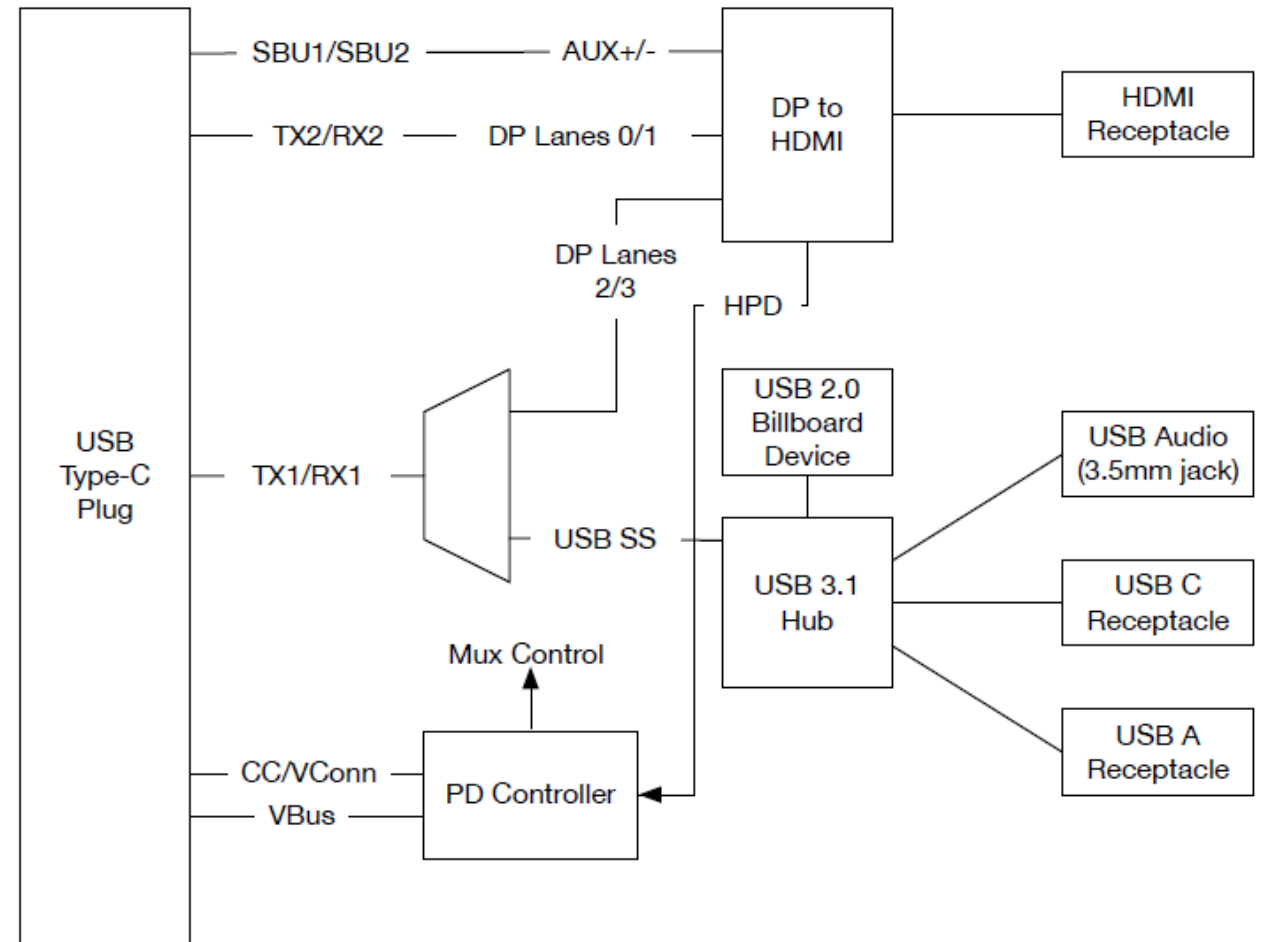 SBU1/SBU2
AUX+/-
TX2/RX2
DP Lanes 0/1
DP to
HDMI
HDMI
Receptacle
DP Lanes
2/3
HPD
USB
Type-C
Plug
TX1/RX1
USB SS
USB 2.0
Billboard
Device
USB 3.1
Hub
USB Audio
(3.5mm jack)
USB C
Receptacle
USB A
Receptacle
Mux Control
CC/VConn
VBus
PD Controller